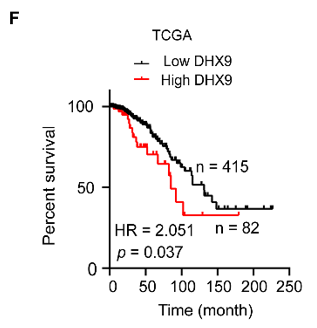 F
TCGA
Low DHX9
High DHX9
Percent survival
100
50
0
n = 415
n = 82
HR = 2.051
p = 0.037
0 50 100 150 200 250
Time (month)